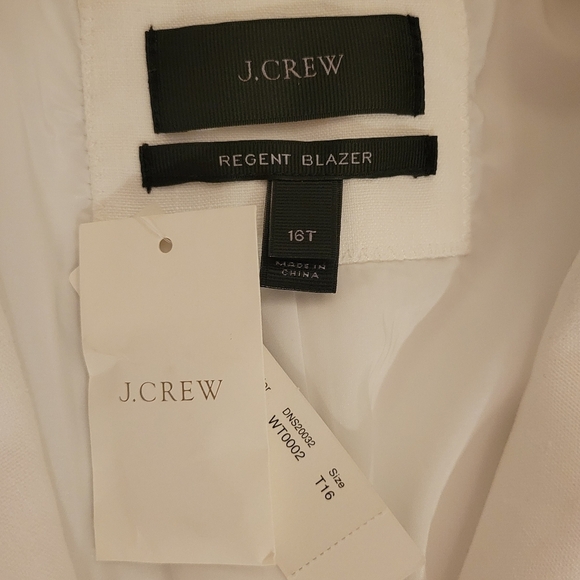 J.CREW
REGENT BLAZER
16T
MADE IN
CHINA
J.CREW
DNS20032
WT0002
Size
T16